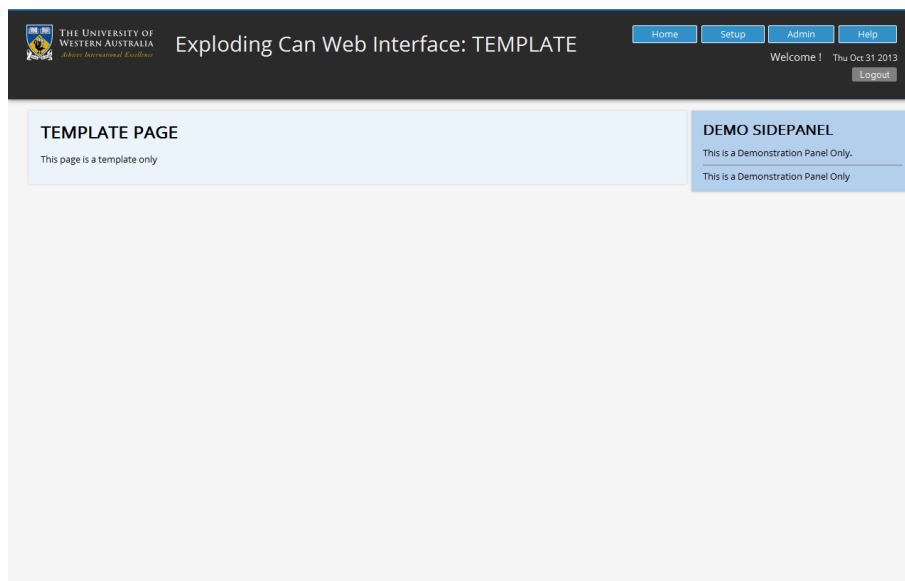 THE UNIVERSITY OF
WESTERN AUSTRALIA
Achieve International Excellence
Exploding Can Web Interface: TEMPLATE
Home
Setup
Admin
Help
Welcome ! Thu Oct 31 2013
Logout
TEMPLATE PAGE
This page is a template only
DEMO SIDEPANEL
This is a Demonstration Panel Only.
This is a Demonstration Panel Only